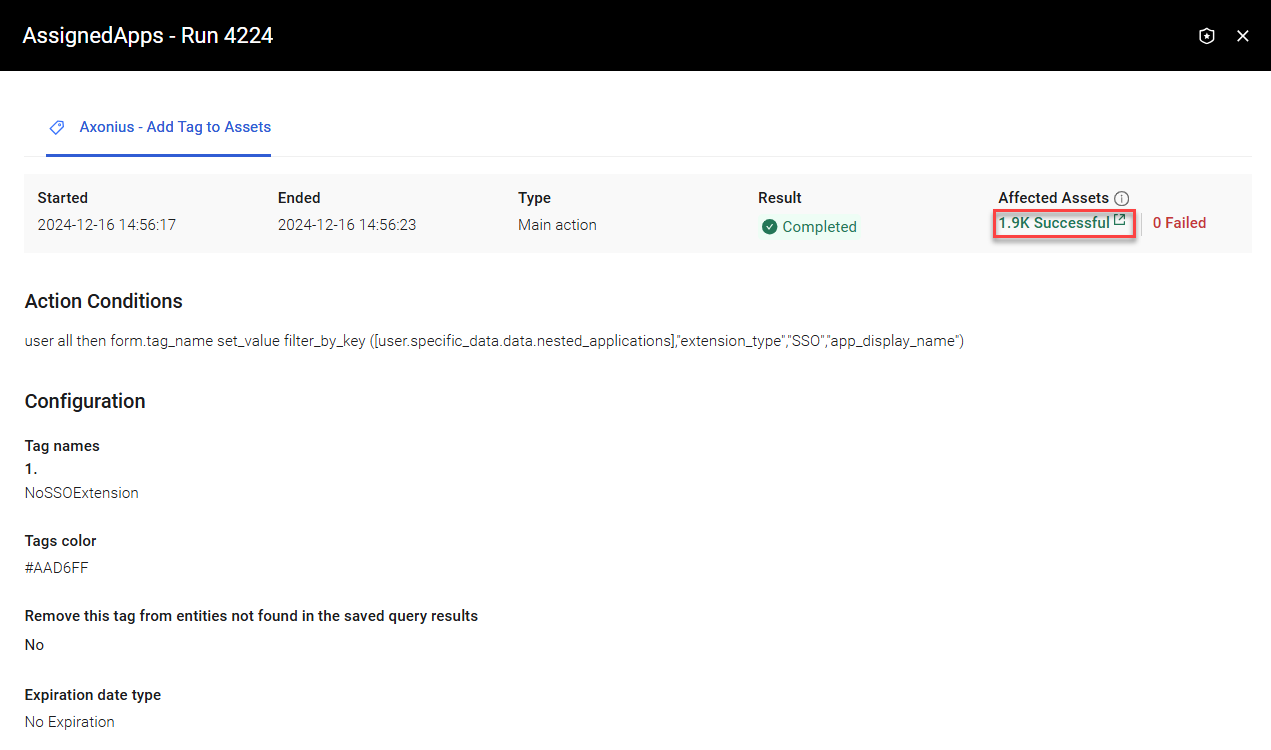 AssignedApps - Run 4224
Axonius - Add Tag to Assets
Started Ended Type Result Affected Assets
2024-12-16 14:56:17 2024-12-16 14:56:23 Main action Completed 1.9K Successful 0 Failed
Action Conditions
user all then form.tag_name set_value filter_by_key ([user.specific_data.data.nested_applications],"extension_type","SSO","app_display_name")
Configuration
Tag names
1.
NoSSOExtension
Tags color
#AAD6FF
Remove this tag from entities not found in the saved query results
No
Expiration date type
No Expiration